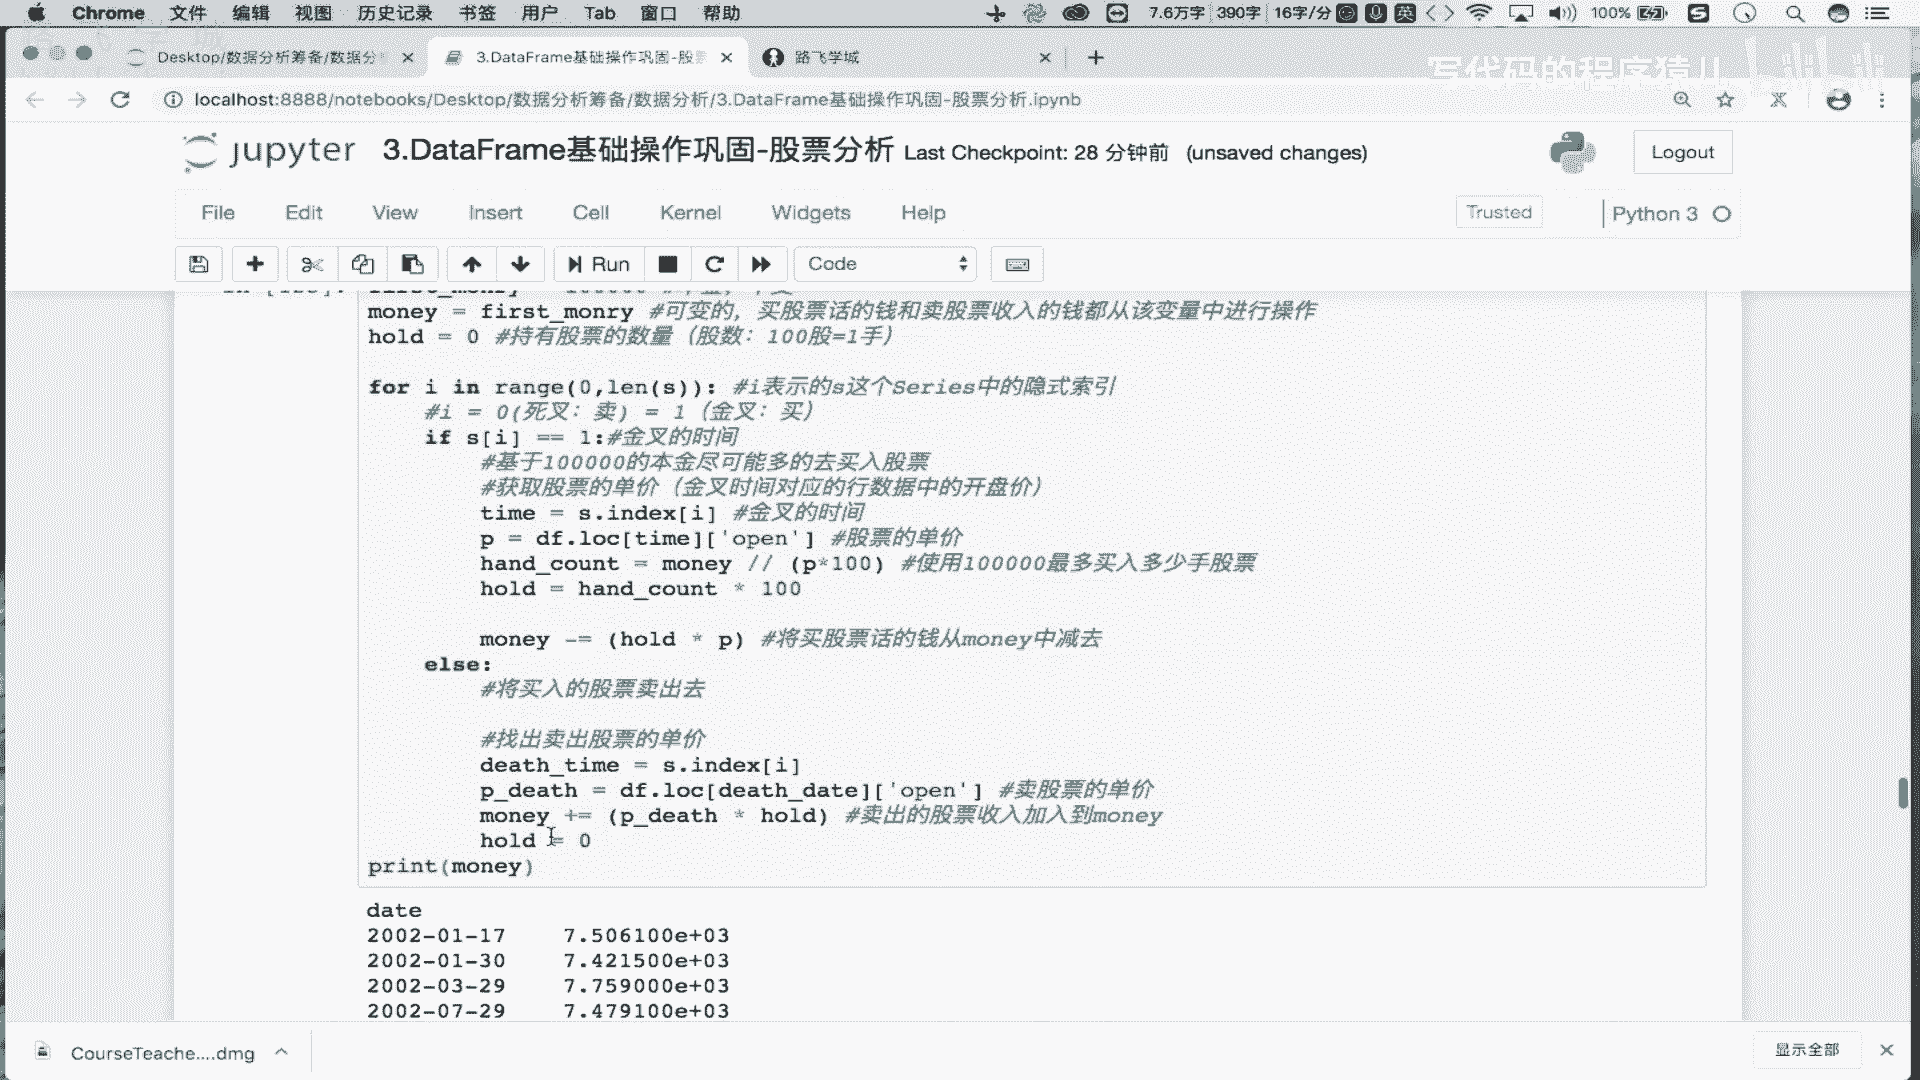 Chrome 文件 编辑 视图 历史记录 书签 用户 Tab 窗口 帮助 7.6万字 390字 16字/分 英 100%
Desktop/数据分析筹备/数据分 3.DataFrame基础操作巩固-股票 路飞学城
写代码的程序猿儿 bilibili
localhost:8888/notebooks/Desktop/数据分析筹备/数据分析/3.DataFrame基础操作巩固-股票分析.ipynb
jupyter 3.DataFrame基础操作巩固-股票分析 Last Checkpoint: 28 分钟前 (unsaved changes) Logout
File Edit View Insert Cell Kernel Widgets Help Trusted Python 3
Run Code
money = first_monry #可变的，买股票话的钱和卖股票收入的钱都从该变量中进行操作
hold = 0 #持有股票的数量（股数：100股=1手）
for i in range(0,len(s)): #i表示的s这个Series中的隐式索引
#i = 0(死叉：卖) = 1（金叉：买）
if s[i] == 1:#金叉的时间
#基于100000的本金尽可能多的去买入股票
#获取股票的单价（金叉时间对应的行数据中的开盘价）
time = s.index[i] #金叉的时间
p = df.loc[time]['open'] #股票的单价
hand_count = money // (p*100) #使用100000最多买入多少手股票
hold = hand_count * 100
money -= (hold * p) #将买股票话的钱从money中减去
else:
#将买入的股票卖出去
#找出卖出股票的单价
death_time = s.index[i]
p_death = df.loc[death_date]['open'] #卖股票的单价
money += (p_death * hold) #卖出的股票收入加入到money
hold = 0
print(money)
date
2002-01-17 7.506100e+03
2002-01-30 7.421500e+03
2002-03-29 7.759000e+03
2002-07-29 7.479100e+03
CourseTeache....dmg 显示全部